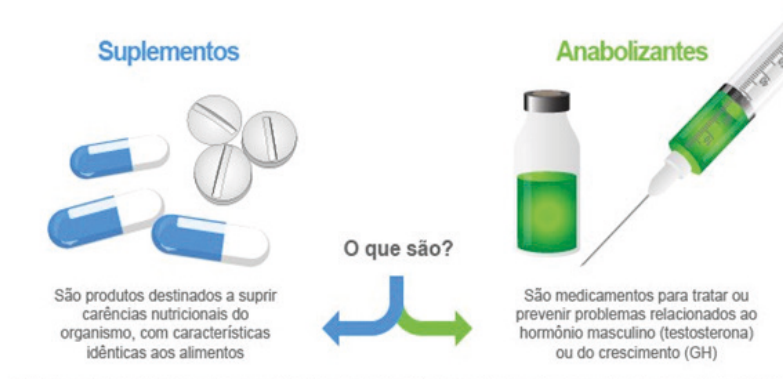 Suplementos
Anabolizantes
O que são?
São produtos destinados a suprir
carências nutricionais do
organismo, com características
idênticas aos alimentos
São medicamentos para tratar ou
prevenir problemas relacionados ao
hormônio masculino (testosterona)
ou do crescimento (GH)